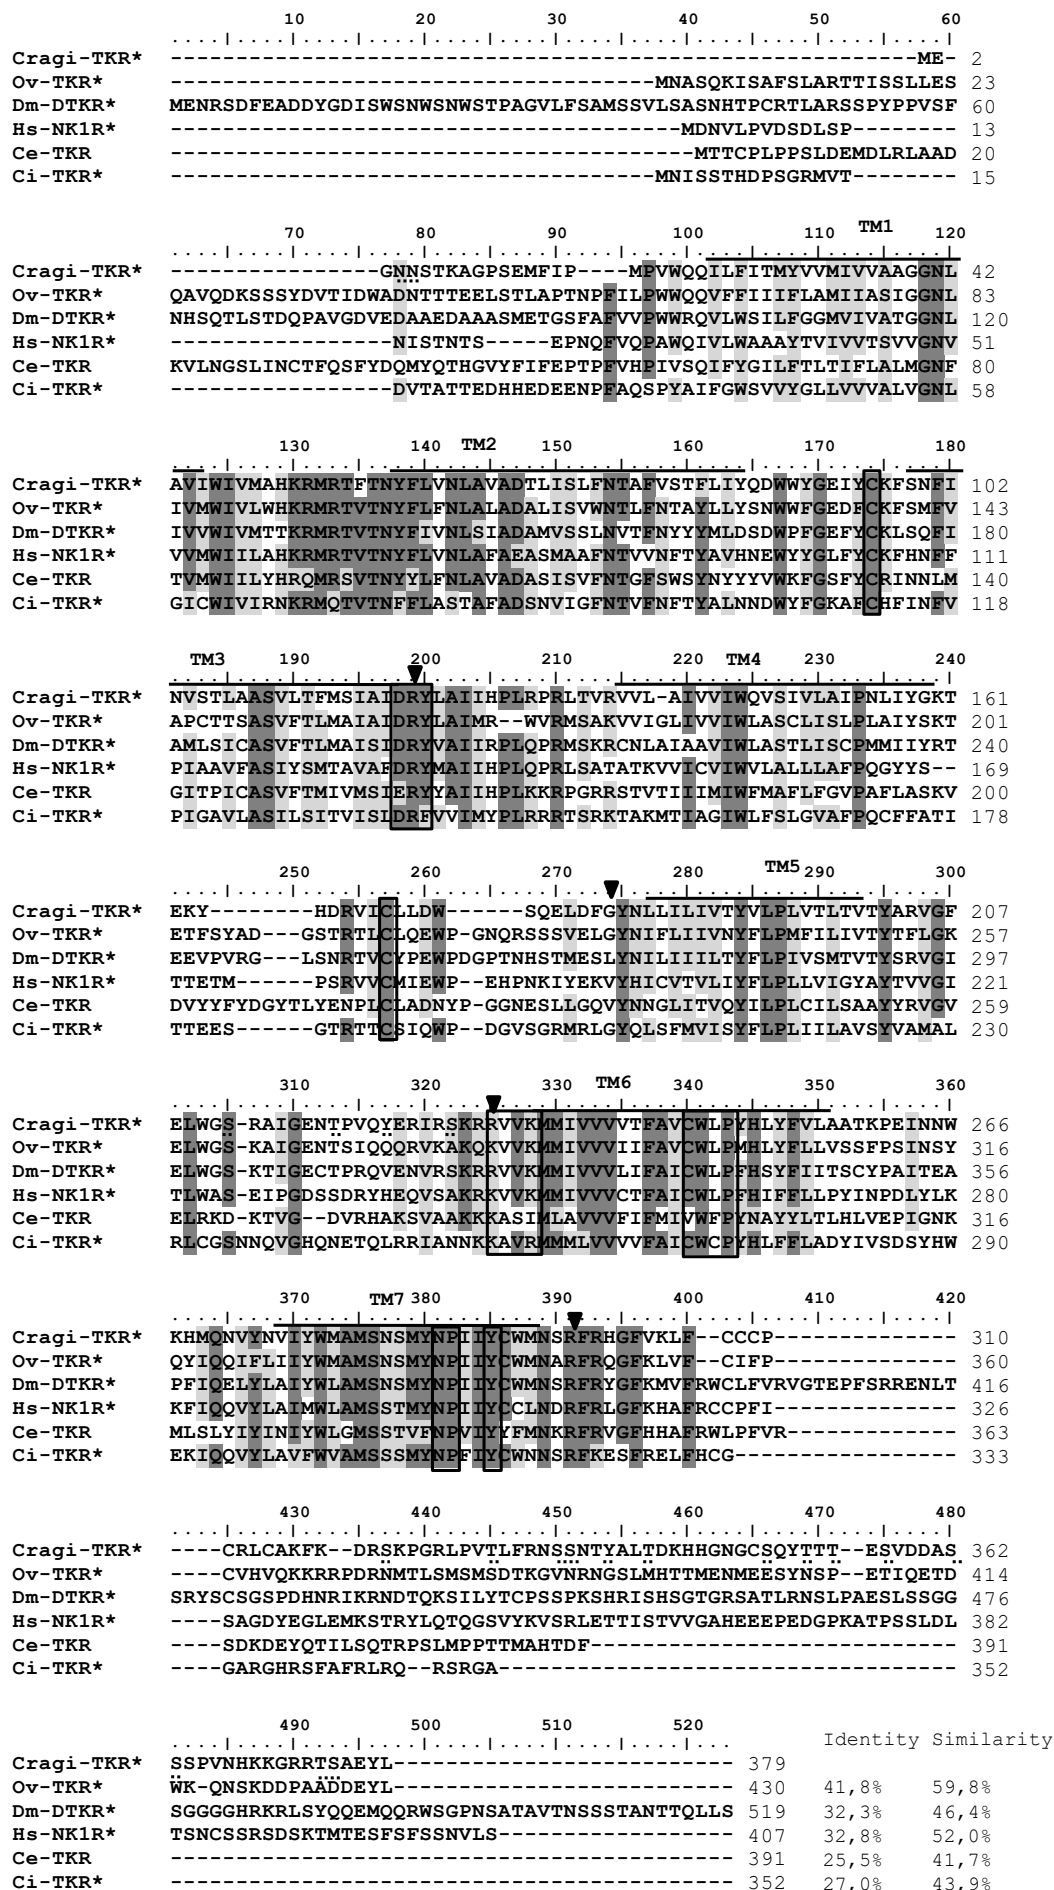 10 20 30 40 50 60
....|....|....|....|....|....|....|....|....|....|....|....|
Cragi-TKR* ---------------------------------------------------------ME- 2
Ov-TKR* -------------------------------------MNASQKISAFSLARTTISSLLES 23
Dm-DTKR* MENRSDFEADDYGDISWSNWSNWSTPAGVLFSAMSSVLSASNHTPCRTLARSSPYPPVSF 60
Hs-NK1R* ---------------------------------------MDNVLPVDSDLSP-------- 13
Ce-TKR ----------------------------------------MTTCPLPPSLDEMDLRLAAD 20
Ci-TKR* -------------------------------------MNISSTHDPSGRMVT-------- 15
70 80 90 100 110 TM1 120
....|....|....|....|....|....|....|....|....|....|....|....|
Cragi-TKR* ----------------GNNSTKAGPSEMFIP----MPVWQQILFITMYVVMIVVAAGGNL 42
Ov-TKR* QAVQDKSSSYDVTIDWADNTTTEELSTLAPTNPFILPWWQQVFFIIIFLAMIIASIGGNL 83
Dm-DTKR* NHSQTLSTDQPAVGDVEDAAEDAAASMETGSFAFVVPWWRQVLWSILFGGMVIVATGGNL 120
Hs-NK1R* -----------------NISTNTS-----EPNQFVQPAWQIVLWAAAYTVIVVTSVVGNV 51
Ce-TKR KVLNGSLINCTFQSFYDQMYQTHGVYFIFEPTPFVHPIVSQIFYGILFTLTIFLALMGNF 80
Ci-TKR* -----------------DVTATTEDHHEDEENPFAQSPYAIFGWSVVYGLLVVVALVGNL 58
130 140 TM2 150 160 170 180
....|....|....|....|....|....|....|....|....|....|....|....|
Cragi-TKR* AVIWIVMAHKRMRTFTNYFLVNLAVADTLISLFNTAFVSTFLIYQDWWYGEIYCKFSNFI 102
Ov-TKR* IVMWIVLWHKRMRTVTNYFLFNLALADALISVWNTLFNTAYLLYSNWWFGEDFCKFSMFV 143
Dm-DTKR* IVVWIVMTTKRMRTVTNYFIVNLSIADAMVSSLNVTFNYYYMLDSDWPFGEFYCKLSQFI 180
Hs-NK1R* VVMWIILAHKRMRTVTNYFLVNLAFAEASMAAFNTVVNFTYAVHNEWYYGLFYCKFHNFF 111
Ce-TKR TVMWIILYHRQMRSVTNYYLFNLAVADASISVFNTGFSWSYNYYYVWKFGSFYCRINNLM 140
Ci-TKR* GICWIVIRNKRMQTVTNFFLASTAFADSNVIGFNTVFNFTYALNNDWYFGKAFCHFINFV 118
TM3 190 200 210 220 TM4 230 240
....|....|....|....|....|....|....|....|....|....|....|....|
Cragi-TKR* NVSTLAASVLTFMSIAIDRYLAIIHPLRPRLTVRVVL-AIVVIWQVSIVLAIPNLIYGKT 161
Ov-TKR* APCTTSASVFTLMAIAIDRYLAIMR--WVRMSAKVVIGLIVVIWLASCLISLPLAIYSKT 201
Dm-DTKR* AMLSICASVFTLMAISIDRYVAIIRPLQPRMSKRCNLAIAAVIWLASTLISCPMMIIYRT 240
Hs-NK1R* PIAAVFASIYSMTAVAFDRYMAIIHPLQPRLSATATKVVICVIWVLALLLAFPQGYYS-- 169
Ce-TKR GITPICASVFTMIVMSIERYYAIIHPLKKRPGRRSTVTIIIMIWFMAFLFGVPAFLASKV 200
Ci-TKR* PIGAVLASILSITVISLDRFVVIMYPLRRRTSRKTAKMTIAGIWLFSLGVAFPQCFFATI 178
250 260 270 280 TM5 290 300
....|....|....|....|....|....|....|....|....|....|....|....|
Cragi-TKR* EKY--------HDRVICLLDW------SQELDFGYNLLILIVTYVLPLVTLTVTYARVGF 207
Ov-TKR* ETFSYAD---GSTRTLCLQEWP-GNQRSSSVELGYNIFLIIVNYFLPMFILIVTYTFLGK 257
Dm-DTKR* EEVPVRG---LSNRTVCYPEWPDGPTNHSTMESLYNILIIILTYFLPIVSMTVTYSRVGI 297
Hs-NK1R* TTETM------PSRVVCMIEWP--EHPNKIYEKVYHICVTVLIYFLPLLVIGYAYTVVGI 221
Ce-TKR DVYYFYDGYTLYENPLCLADNYP-GGNESLLGQVYNNGLITVQYILPLCILSAAYYRVGV 259
Ci-TKR* TTEES------GTRTTCSIQWP--DGVSGRMRLGYQLSFMVISYFLPLIILAVSYVAMAL 230
310 320 330 TM6 340 350 360
....|....|....|....|....|....|....|....|....|....|....|....|
Cragi-TKR* ELWGS-RAIGENTPVQYERIRSKRRVVKMMIVVVVTFAVCWLPYHLYFVLAATKPEINNW 266
Ov-TKR* ELWGS-KAIGENTSIQQQRVKAKQKVVKMMIVVVIIFAICWLPMHLYFLLVSSFPSINSY 316
Dm-DTKR* ELWGS-KTIGECTPRQVENVRSKRRVVKMMIVVVLIFAICWLPFHSYFIITSCYPAITEA 356
Hs-NK1R* TLWAS-EIPGDSSDRYHEQVSAKRKVVKMMIVVVCTFAICWLPFHIFFLLPYINPDLYLK 280
Ce-TKR ELRKD-KTVG--DVRHAKSVAAKKKASIMLAVVVFIFMIVWFPYNAYYLTLHLVEPIGNK 316
Ci-TKR* RLCGSNNQVGHQNETQLRRIANNKKAVRMMMLVVVVFAICWCPYHLFFLADYIVSDSYHW 290
370 TM7 380 390 400 410 420
....|....|....|....|....|....|....|....|....|....|....|....|
Cragi-TKR* KHMQNVYNVIYWMAMSNSMYNPIIYCWMNSRFRHGFVKLF--CCCP-------------- 310
Ov-TKR* QYIQQIFLIIYWMAMSNSMYNPIIYCWMNARFRQGFKLVF--CIFP-------------- 360
Dm-DTKR* PFIQELYLAIYWLAMSNSMYNPIIYCWMNSRFRYGFKMVFRWCLFVRVGTEPFSRRENLT 416
Hs-NK1R* KFIQQVYLAIMWLAMSSTMYNPIIYCCLNDRFRLGFKHAFRCCPFI-------------- 326
Ce-TKR MLSLYIYINIYWLGMSSTVFNPVIYYFMNKRFRVGFHHAFRWLPFVR------------- 363
Ci-TKR* EKIQQVYLAVFWVAMSSSMYNPFIYCWNNSRFKESFRELFHCG----------------- 333
430 440 450 460 470 480
....|....|....|....|....|....|....|....|....|....|....|....|
Cragi-TKR* ----CRLCAKFK--DRSKPGRLPVTLFRNSSNTYALTDKHHGNGCSQYTTT--ESVDDAS 362
Ov-TKR* ----CVHVQKKRRPDRNMTLSMSMSDTKGVNRNGSLMHTTMENMEESYNSP--ETIQETD 414
Dm-DTKR* SRYSCSGSPDHNRIKRNDTQKSILYTCPSSPKSHRISHSGTGRSATLRNSLPAESLSSGG 476
Hs-NK1R* ----SAGDYEGLEMKSTRYLQTQGSVYKVSRLETTISTVVGAHEEEPEDGPKATPSSLDL 382
Ce-TKR ----SDKDEYQTILSQTRPSLMPPTTMAHTDF---------------------------- 391
Ci-TKR* ----GARGHRSFAFRLRQ--RSRGA----------------------------------- 352
490 500 510 520
....|....|....|....|....|....|....|....|... Identity Similarity
Cragi-TKR* SSPVNHKKGRRTSAEYL-------------------------- 379
Ov-TKR* WK-QNSKDDPAADDEYL-------------------------- 430 41,8% 59,8%
Dm-DTKR* SGGGGHRKRLSYQQEMQQRWSGPNSATAVTNSSSTANTTQLLS 519 32,3% 46,4%
Hs-NK1R* TSNCSSRSDSKTMTESFSFSSNVLS------------------ 407 32,8% 52,0%
Ce-TKR ------------------------------------------- 391 25,5% 41,7%
Ci-TKR* ------------------------------------------- 352 27,0% 43,9%